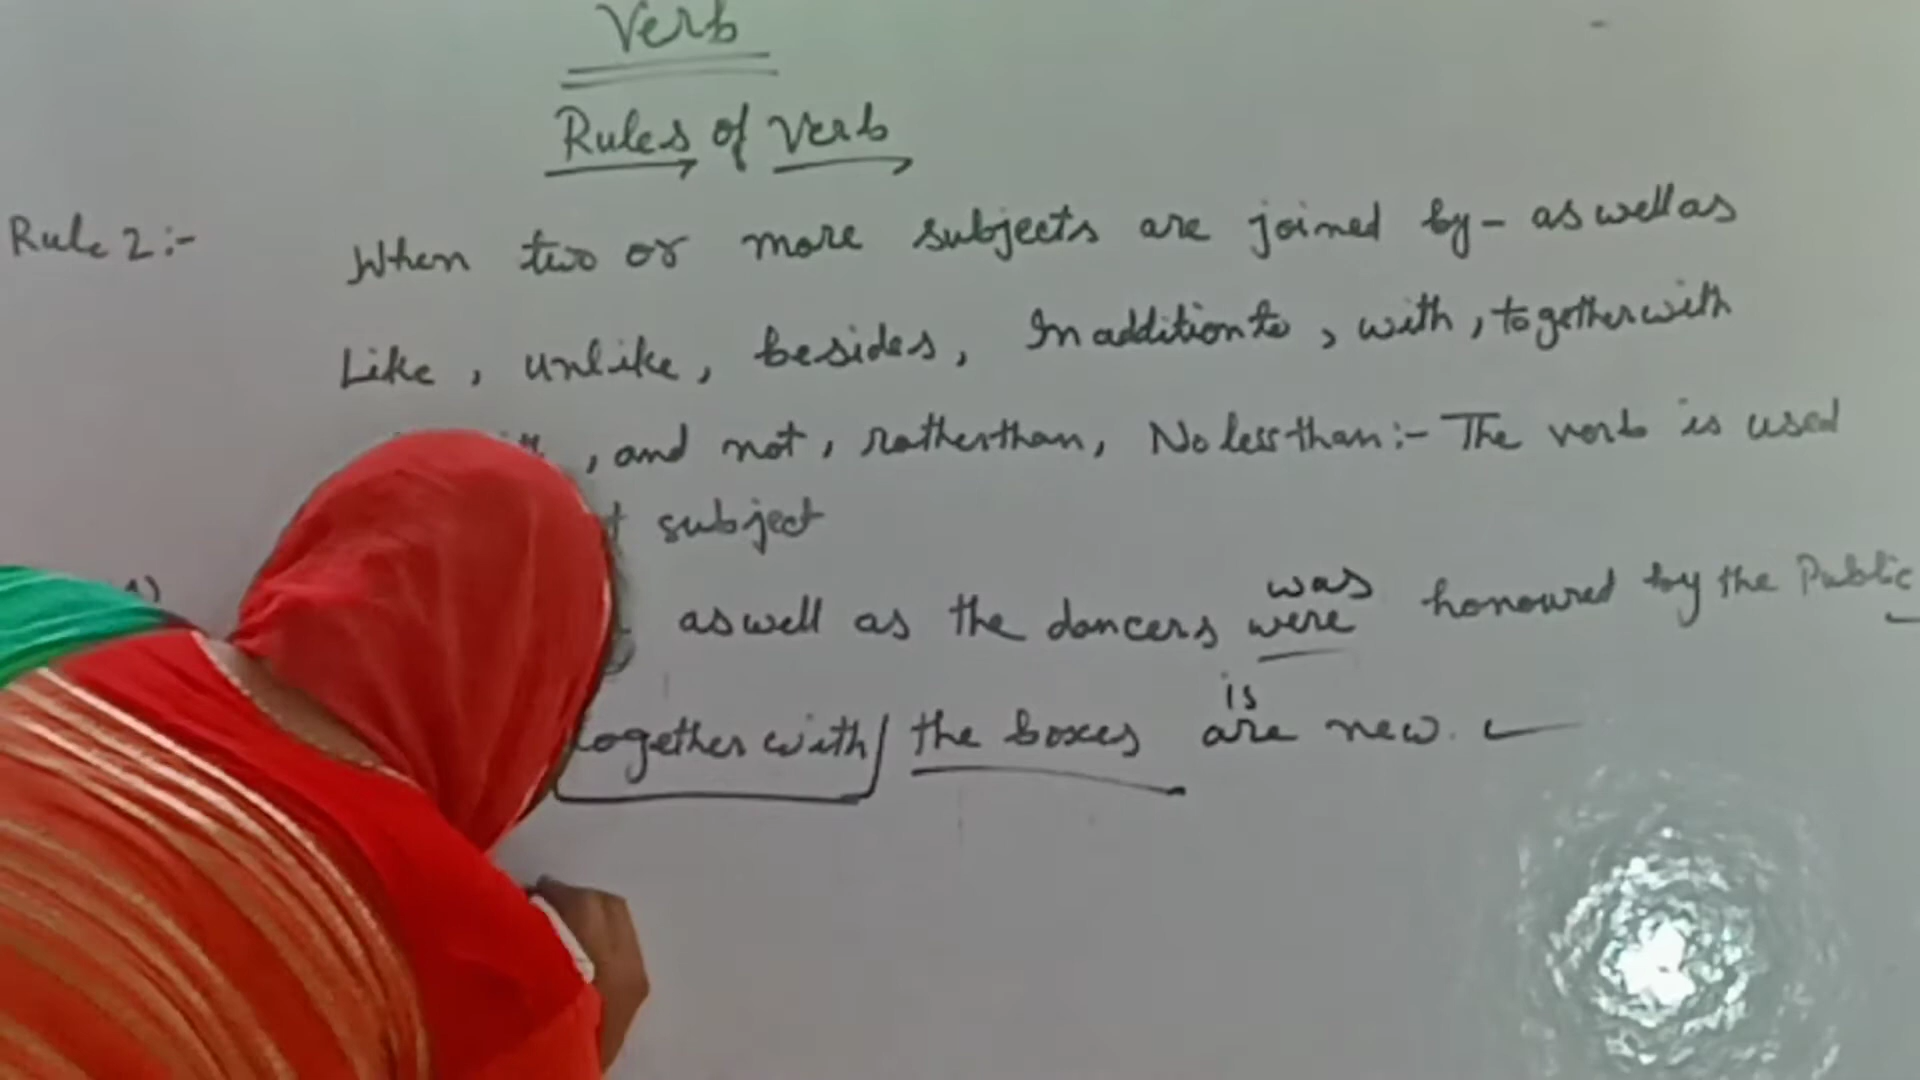 Verb
Rules of Verb
Rule 2:- When two or more subjects are joined by - as well as
Like, unlike, besides, In addition to, with, together with
, and not, rather than, No less than:- The verb is used
subject
as well as the dancers were honoured by the Public
was
together with the boxes are new.
is